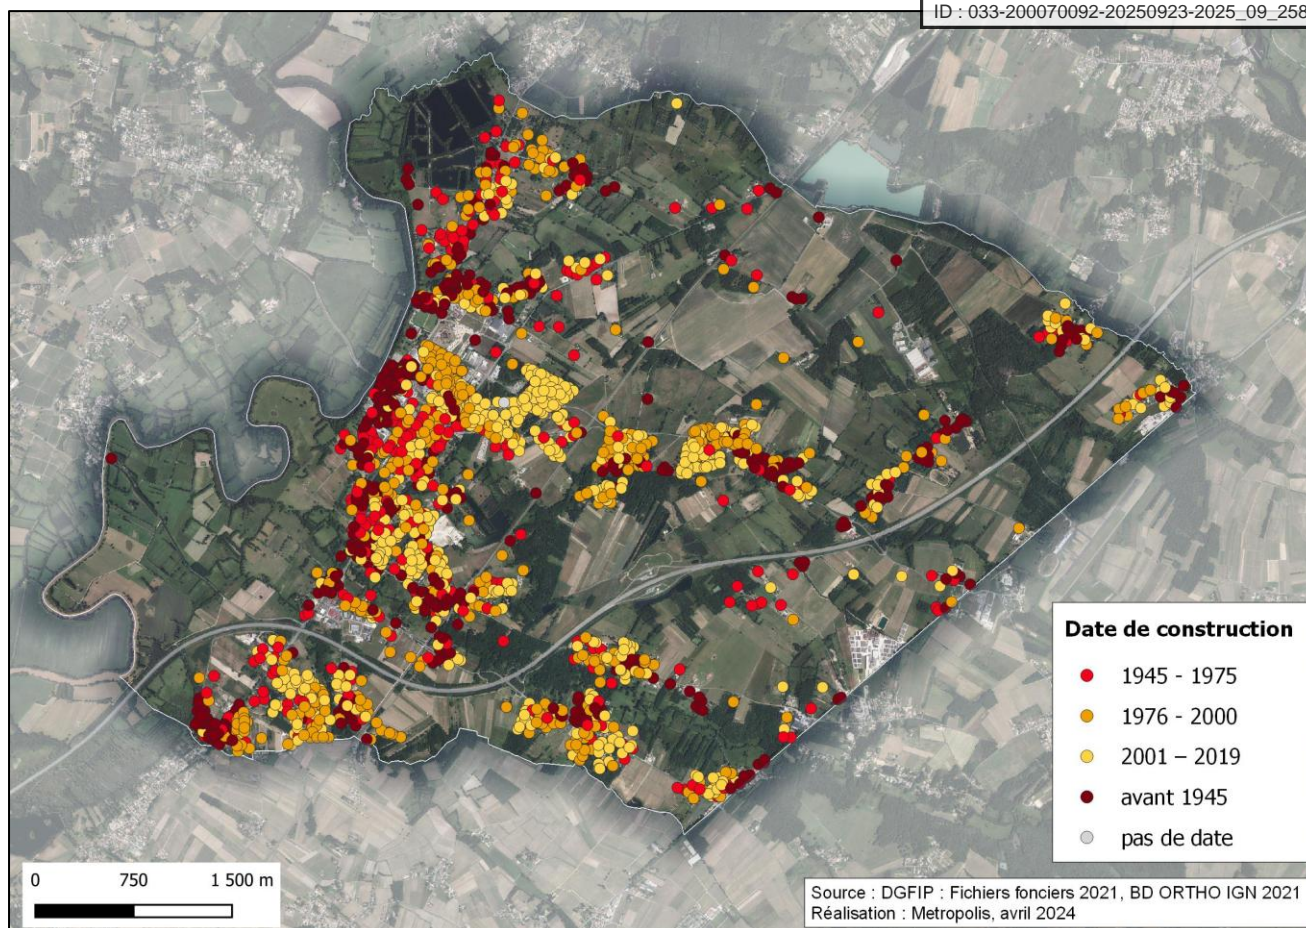 ID : 033-200070092-20250923-2025_09_258
Date de construction
1945 - 1975
1976 - 2000
2001 – 2019
avant 1945
pas de date
0 750 1 500 m
Source : DGFIP : Fichiers fonciers 2021, BD ORTHO IGN 2021
Réalisation : Metropolis, avril 2024